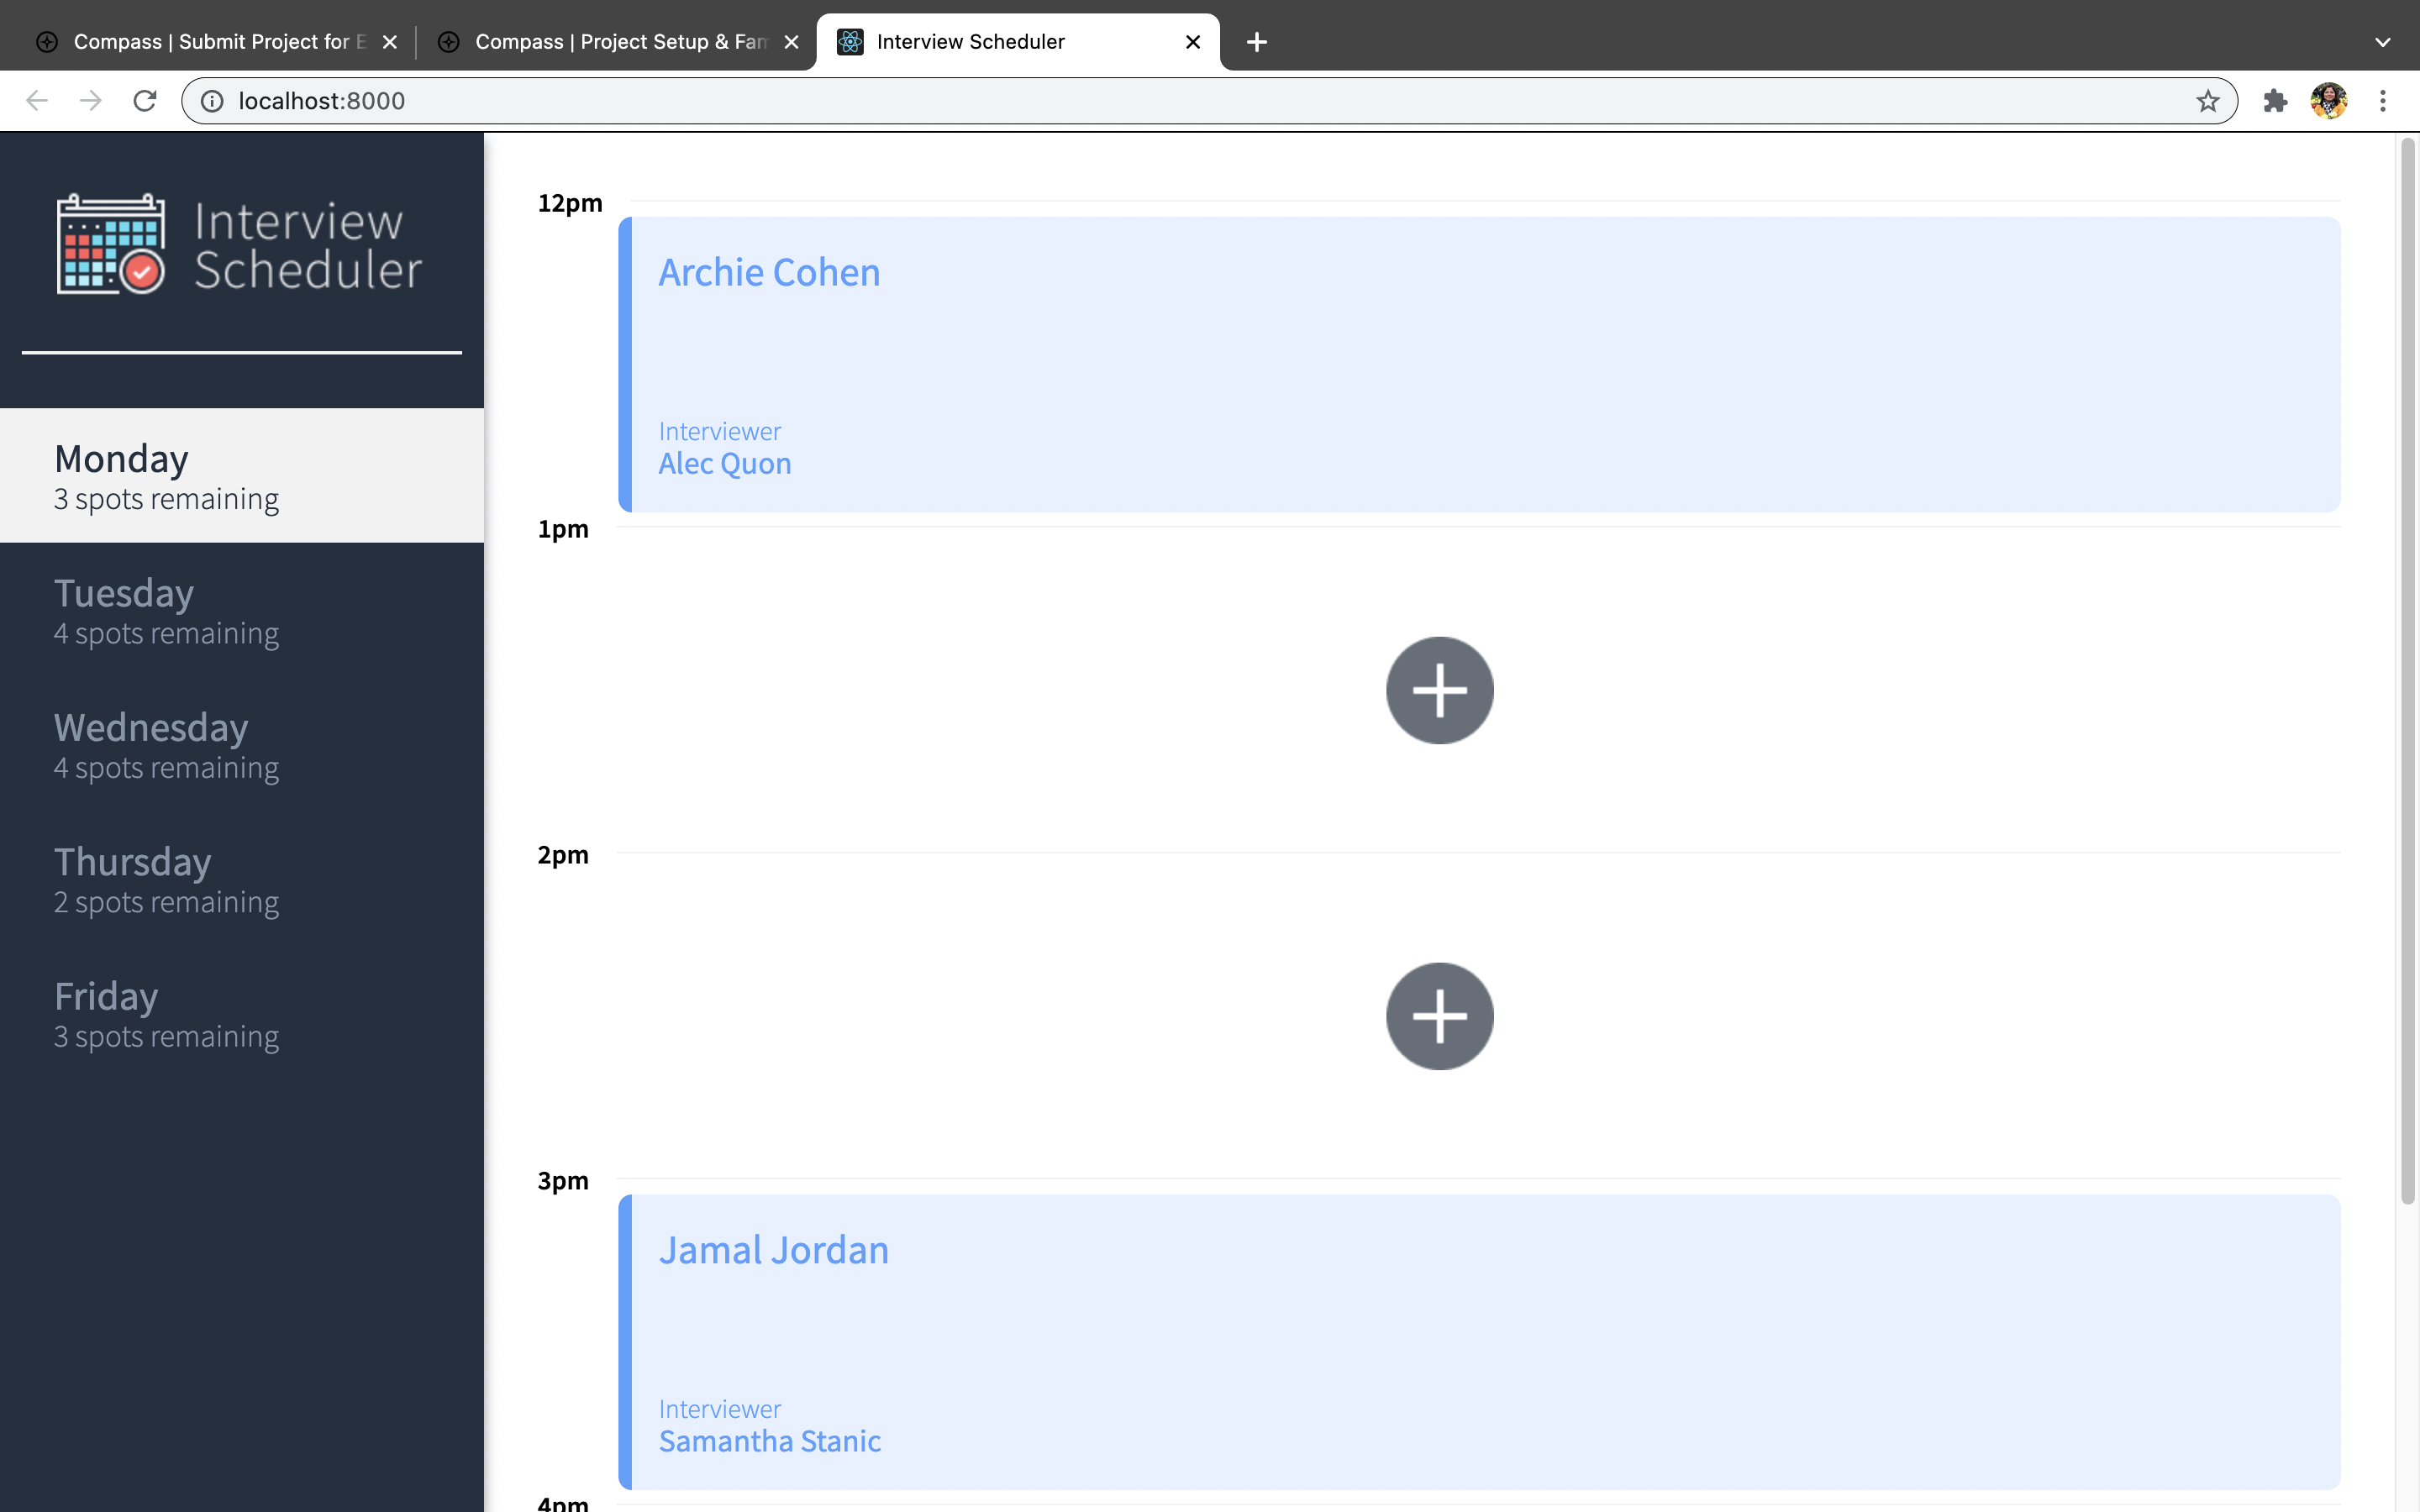 Compass | Submit Project for E
Compass | Project Setup & Fam
Interview Scheduler
localhost:8000
Interview
Scheduler
Monday
3 spots remaining
Tuesday
4 spots remaining
Wednesday
4 spots remaining
Thursday
2 spots remaining
Friday
3 spots remaining
12pm
Archie Cohen
Interviewer
Alec Quon
1pm
2pm
3pm
Jamal Jordan
Interviewer
Samantha Stanic
4pm